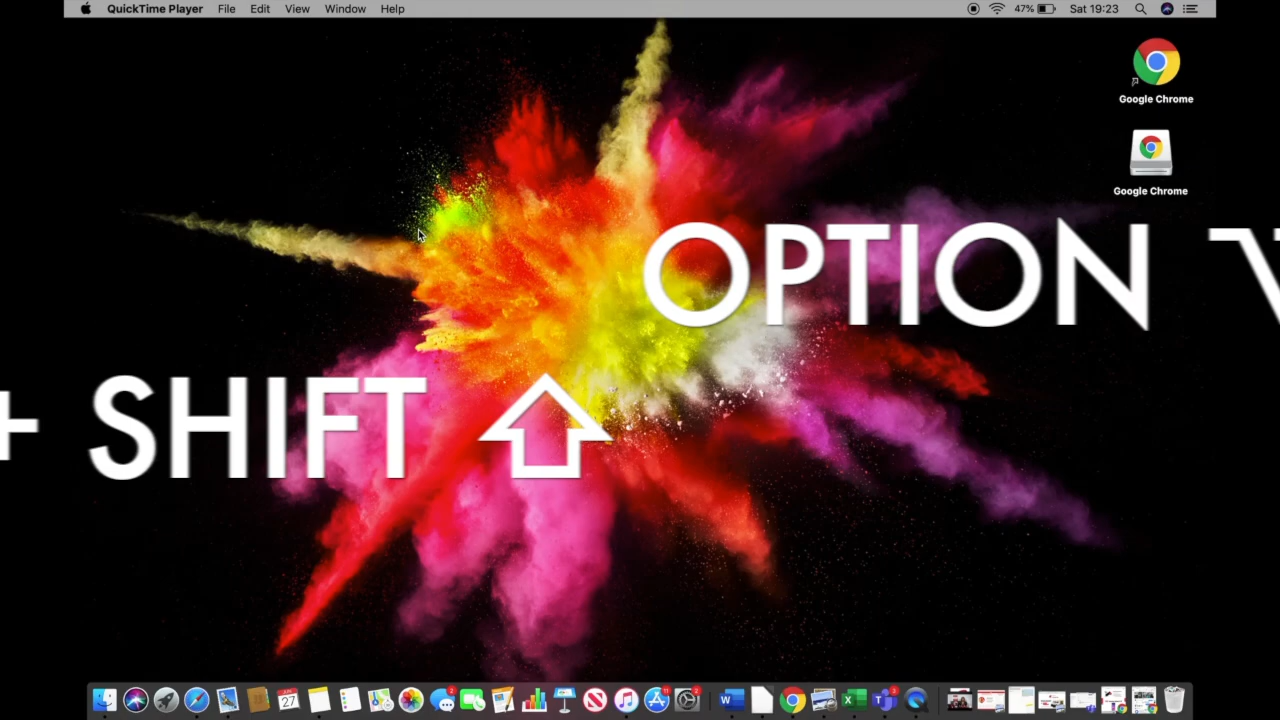 QuickTime Player File Edit View Window Help 47% Sat 19:23
Google Chrome
Google Chrome
OPTION ⌥
+ SHIFT ⇧